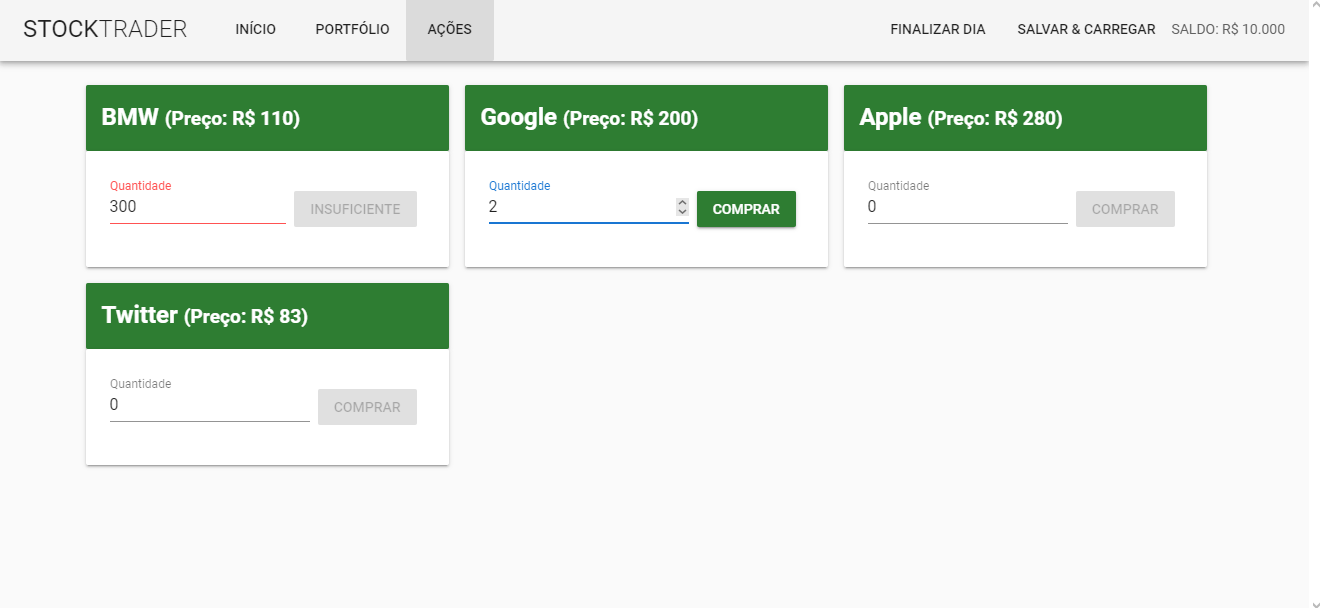 STOCKTRADER INÍCIO PORTFÓLIO AÇÕES FINALIZAR DIA SALVAR & CARREGAR SALDO: R$ 10.000
BMW (Preço: R$ 110)
Quantidade
300 INSUFICIENTE
Google (Preço: R$ 200)
Quantidade
2 COMPRAR
Apple (Preço: R$ 280)
Quantidade
0 COMPRAR
Twitter (Preço: R$ 83)
Quantidade
0 COMPRAR